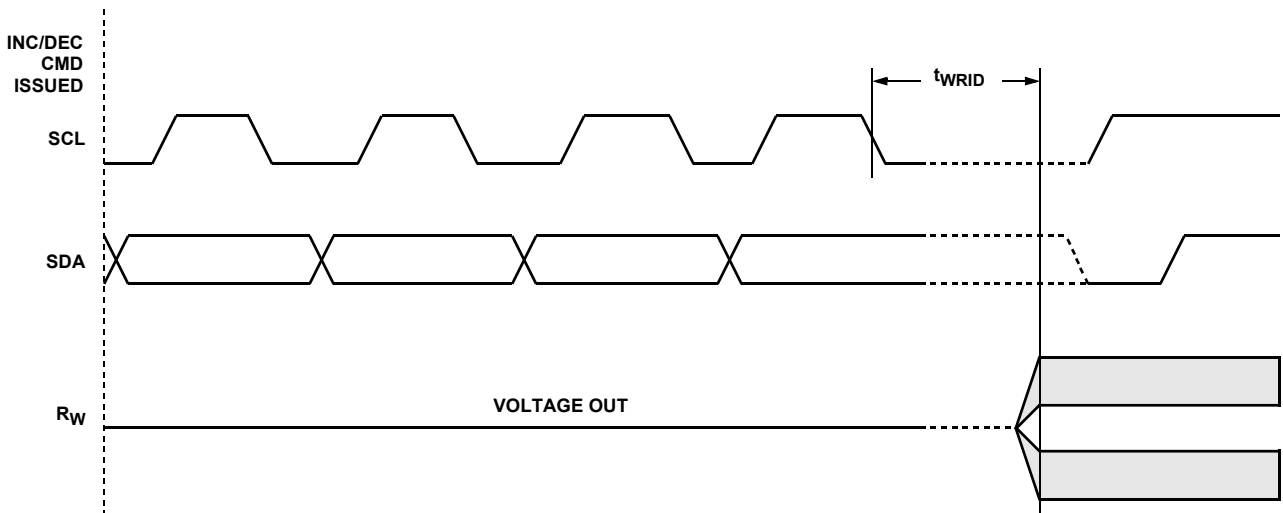 INC/DEC
CMD
ISSUED
tWRID
SCL
SDA
VOLTAGE OUT
RW